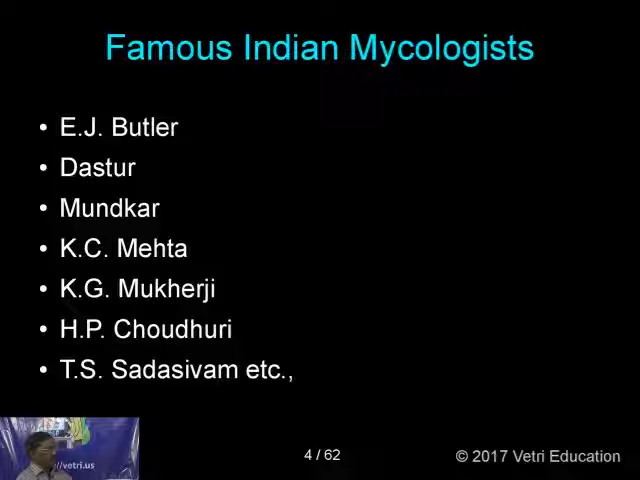 Famous Indian Mycologists
• E.J. Butler
• Dastur
• Mundkar
• K.C. Mehta
• K.G. Mukherji
• H.P. Choudhuri
• T.S. Sadasivam etc.,
://vetri.us
4 / 62
© 2017 Vetri Education